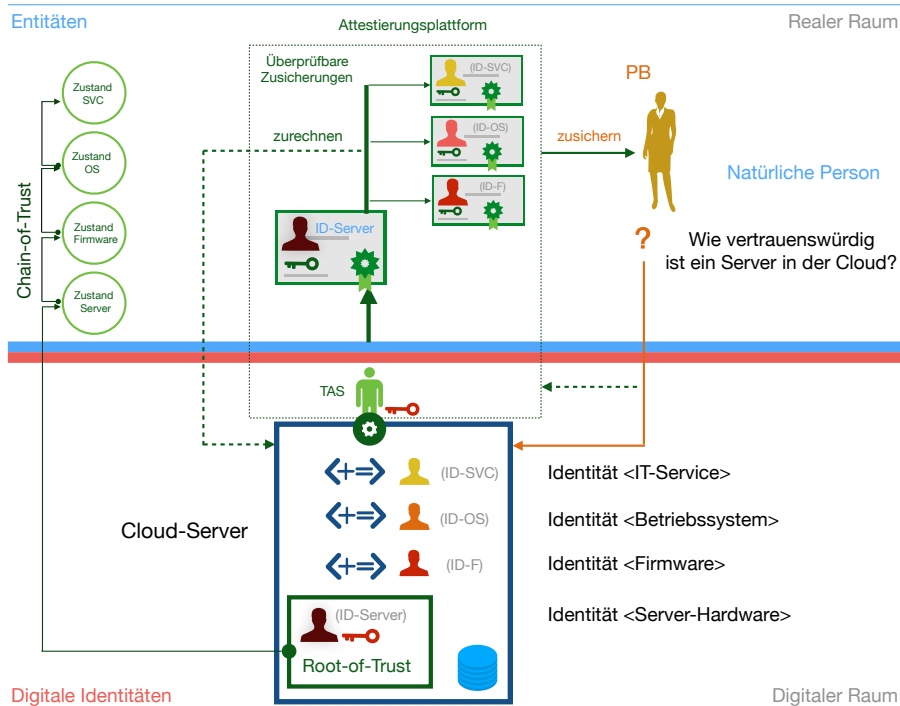 Entitäten
Attestierungsplattform
Realer Raum
Überprüfbare
Zusicherungen
(ID-SVC)
PB
Zustand
SVC
zurechnen
(ID-OS)
zusichern
Zustand
OS
Natürliche Person
(ID-F)
Chain-of-Trust
Zustand
Firmware
ID-Server
?
Wie vertrauenswürdig
ist ein Server in der Cloud?
Zustand
Server
TAS
(ID-SVC)
Identität <IT-Service>
Cloud-Server
(ID-OS)
Identität <Betriebssystem>
(ID-F)
Identität <Firmware>
(ID-Server)
Identität <Server-Hardware>
Root-of-Trust
Digitale Identitäten
Digitaler Raum